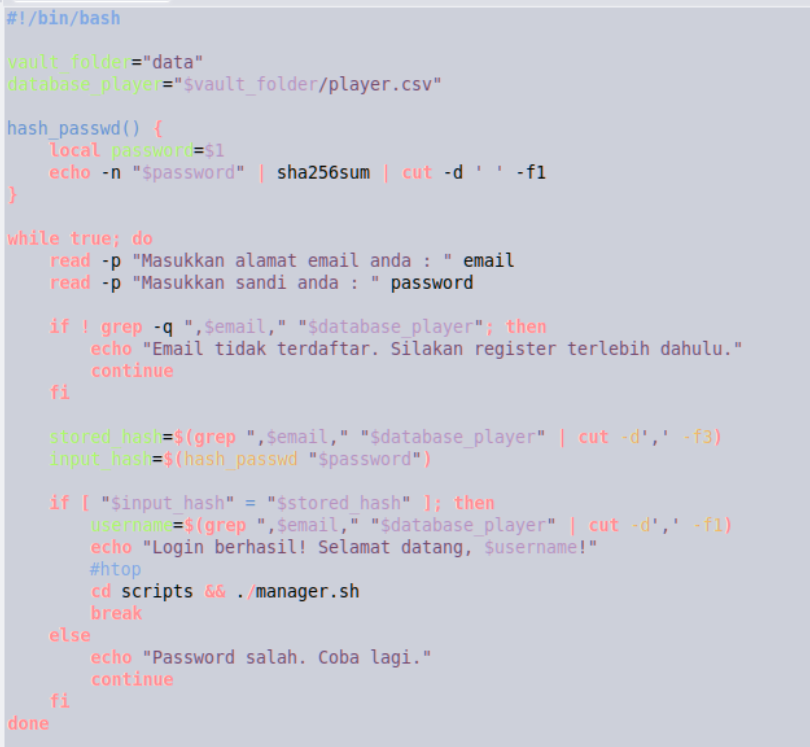 #!/bin/bash

vault_folder="data"
database_player="$vault_folder/player.csv"

hash_passwd() {
    local password=$1
    echo -n "$password" | sha256sum | cut -d ' ' -f1
}

while true; do
    read -p "Masukkan alamat email anda : " email
    read -p "Masukkan sandi anda : " password

    if ! grep -q ",$email," "$database_player"; then
        echo "Email tidak terdaftar. Silakan register terlebih dahulu."
        continue
    fi

    stored_hash=$(grep ",$email," "$database_player" | cut -d',' -f3)
    input_hash=$(hash_passwd "$password")

    if [ "$input_hash" = "$stored_hash" ]; then
        username=$(grep ",$email," "$database_player" | cut -d',' -f1)
        echo "Login berhasil! Selamat datang, $username!"
        #htop
        cd scripts && ./manager.sh
        break
    else
        echo "Password salah. Coba lagi."
        continue
    fi
done